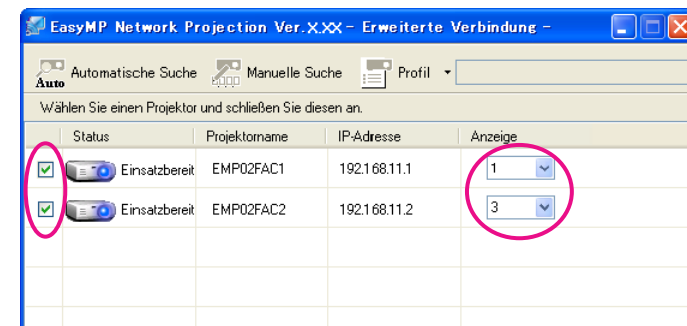 EasyMP Network Projection Ver.X.XX - Erweiterte Verbindung -
Auto Automatische Suche Manuelle Suche Profil
Wählen Sie einen Projektor und schließen Sie diesen an.
Status Projektorname IP-Adresse Anzeige
Einsatzbereit EMP02FAC1 192.168.11.1 1
Einsatzbereit EMP02FAC2 192.168.11.2 3